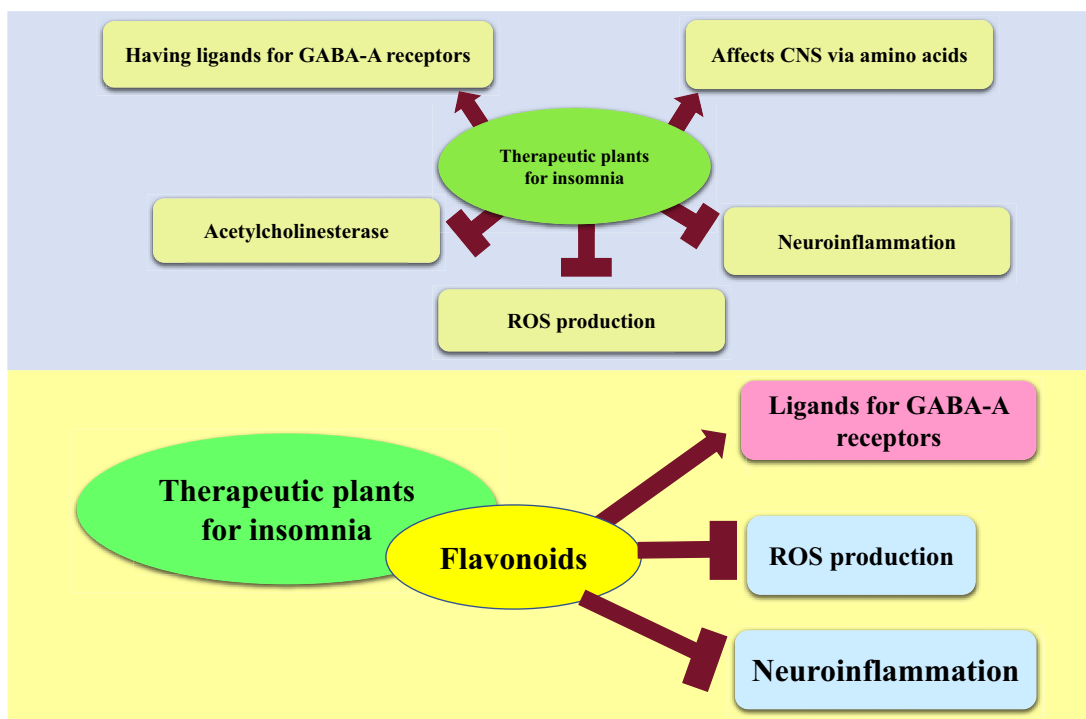 Having ligands for GABA-A receptors
Affects CNS via amino acids
Therapeutic plants
for insomnia
Acetylcholinesterase
Neuroinflammation
ROS production
Ligands for GABA-A
receptors
Therapeutic plants
for insomnia
Flavonoids
ROS production
Neuroinflammation